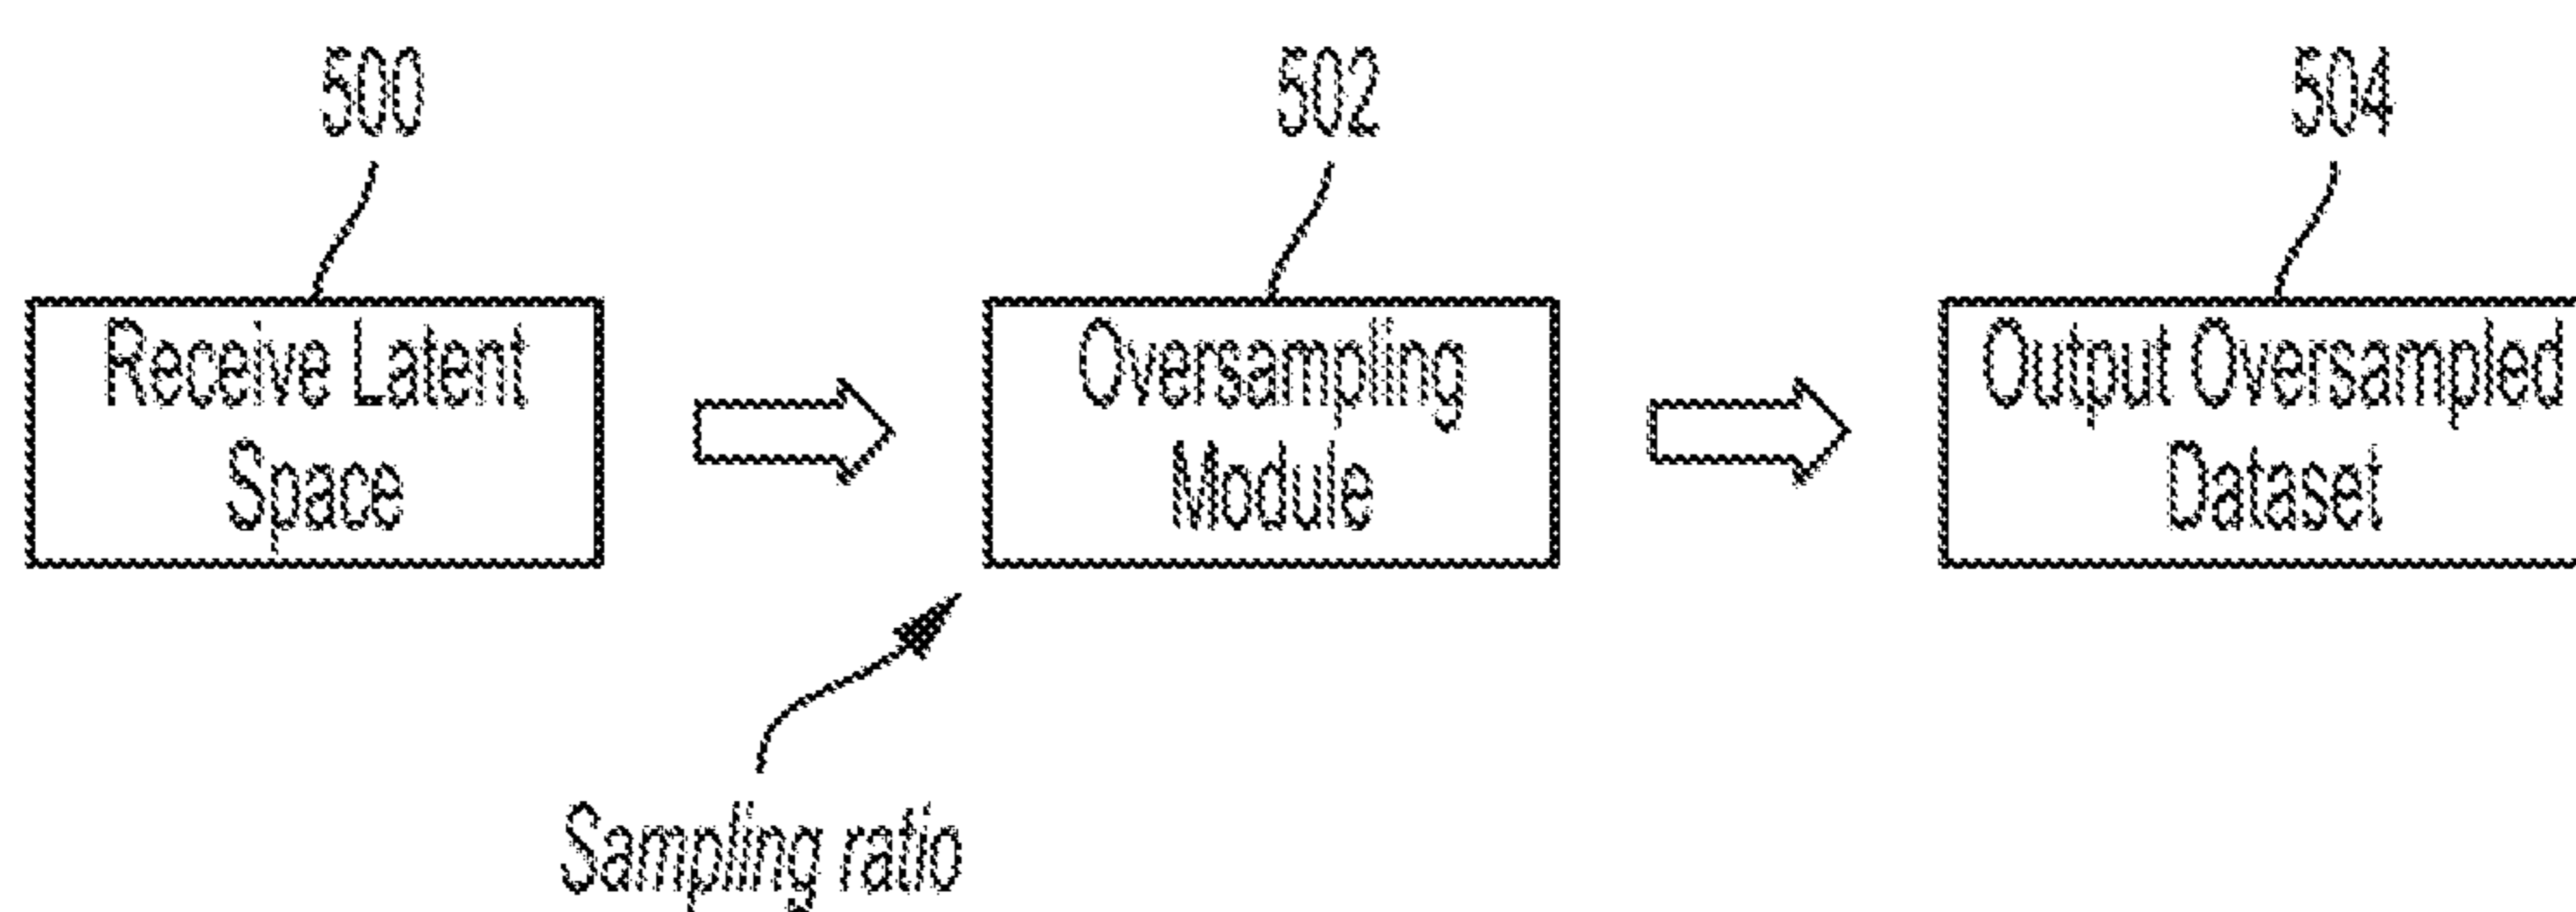 500
502
504
Receive Latent
Space
Oversampling
Module
Output Oversampled
Dataset
Sampling ratio